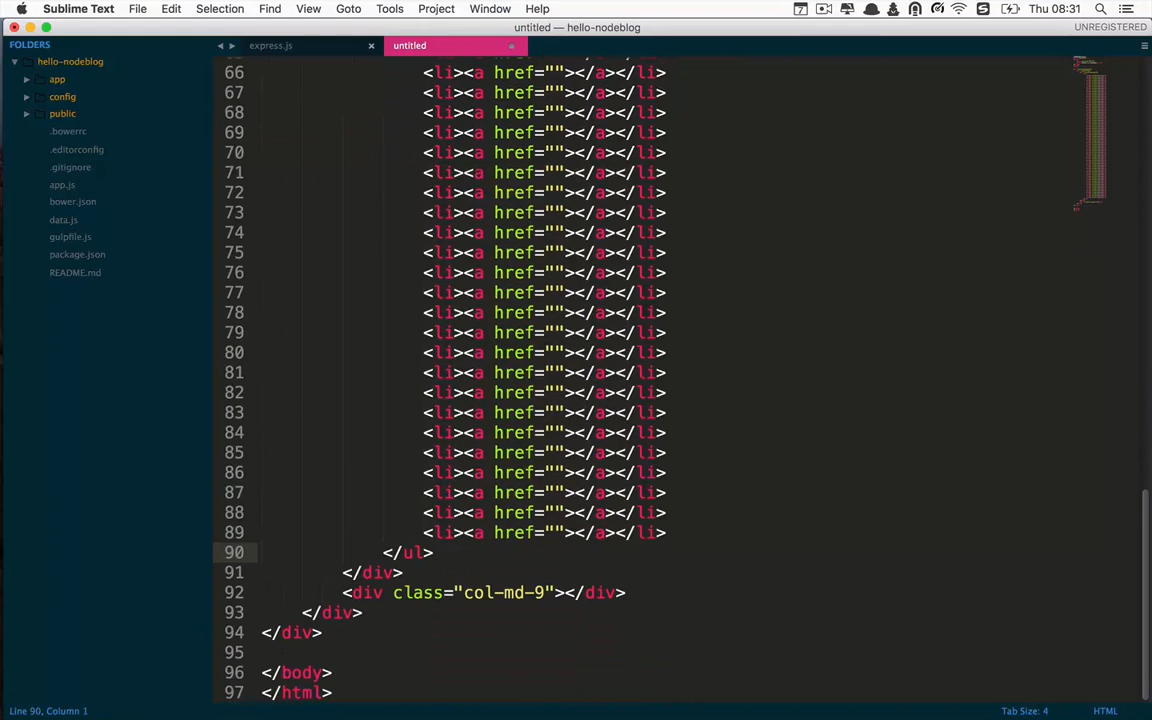 Sublime Text File Edit Selection Find View Goto Tools Project Window Help Thu 08:31
untitled — hello-nodeblog UNREGISTERED
FOLDERS
hello-nodeblog
app
config
public
.bowerrc
.editorconfig
.gitignore
app.js
bower.json
data.js
gulpfile.js
package.json
README.md
express.js × untitled
66 <li><a href=""></a></li>
67 <li><a href=""></a></li>
68 <li><a href=""></a></li>
69 <li><a href=""></a></li>
70 <li><a href=""></a></li>
71 <li><a href=""></a></li>
72 <li><a href=""></a></li>
73 <li><a href=""></a></li>
74 <li><a href=""></a></li>
75 <li><a href=""></a></li>
76 <li><a href=""></a></li>
77 <li><a href=""></a></li>
78 <li><a href=""></a></li>
79 <li><a href=""></a></li>
80 <li><a href=""></a></li>
81 <li><a href=""></a></li>
82 <li><a href=""></a></li>
83 <li><a href=""></a></li>
84 <li><a href=""></a></li>
85 <li><a href=""></a></li>
86 <li><a href=""></a></li>
87 <li><a href=""></a></li>
88 <li><a href=""></a></li>
89 <li><a href=""></a></li>
90 </ul>
91 </div>
92 <div class="col-md-9"></div>
93 </div>
94 </div>
95
96 </body>
97 </html>
Line 90, Column 1 Tab Size: 4 HTML